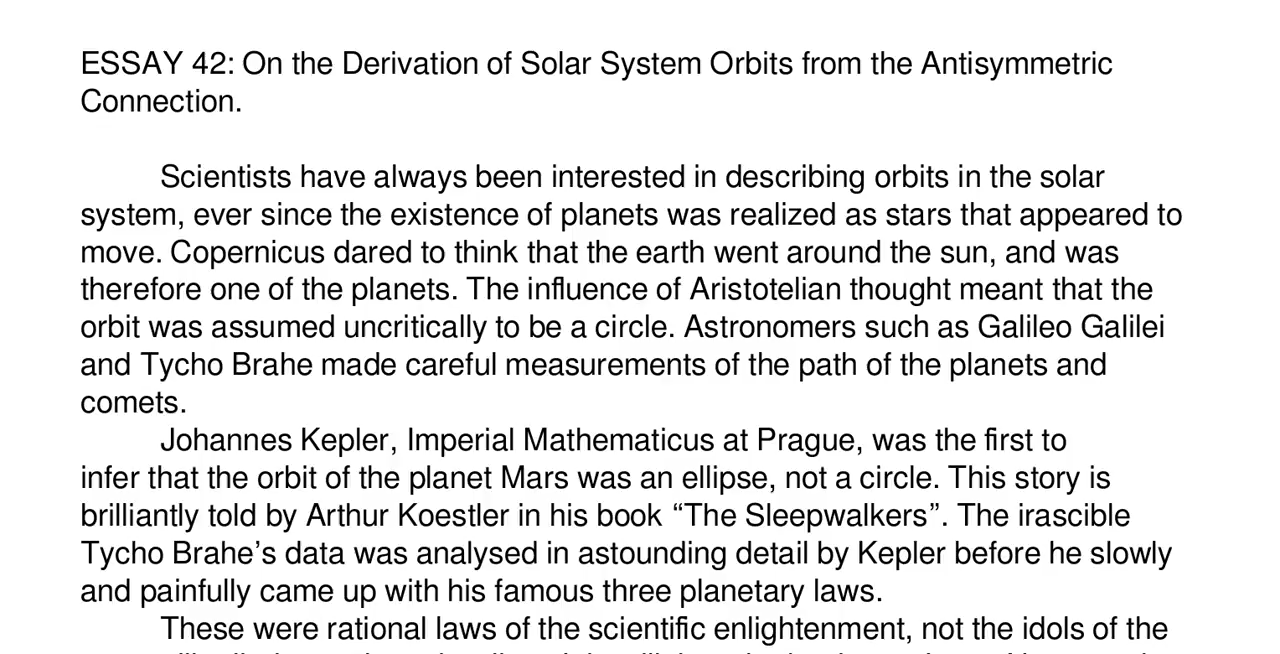 ESSAY 42: On the Derivation of Solar System Orbits from the Antisymmetric
Connection.
Scientists have always been interested in describing orbits in the solar
system, ever since the existence of planets was realized as stars that appeared to
move. Copernicus dared to think that the earth went around the sun, and was
therefore one of the planets. The influence of Aristotelian thought meant that the
orbit was assumed uncritically to be a circle. Astronomers such as Galileo Galilei
and Tycho Brahe made careful measurements of the path of the planets and
comets.
Johannes Kepler, Imperial Mathematicus at Prague, was the first to
infer that the orbit of the planet Mars was an ellipse, not a circle. This story is
brilliantly told by Arthur Koestler in his book “The Sleepwalkers”. The irascible
Tycho Brahe’s data was analysed in astounding detail by Kepler before he slowly
and painfully came up with his famous three planetary laws.
These were rational laws of the scientific enlightenment, not the idols of the